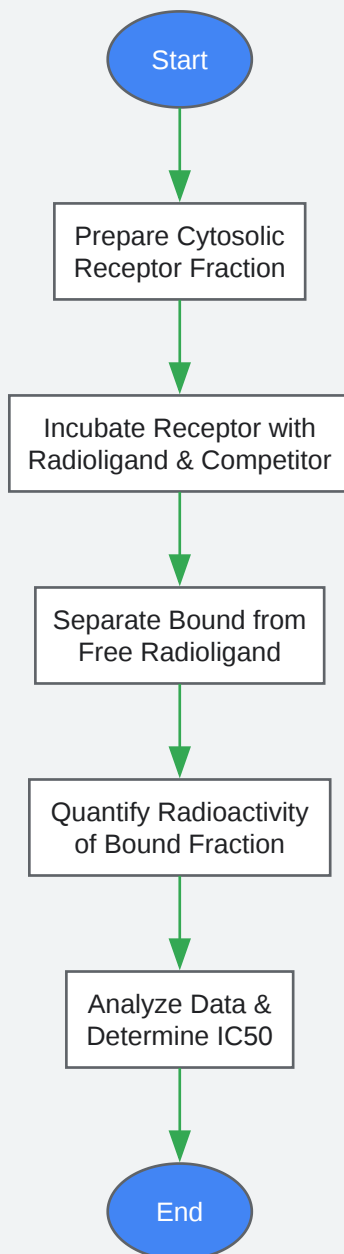 Start
Prepare Cytosolic
Receptor Fraction
Incubate Receptor with
Radioligand & Competitor
Separate Bound from
Free Radioligand
Quantify Radioactivity
of Bound Fraction
Analyze Data &
Determine IC50
End